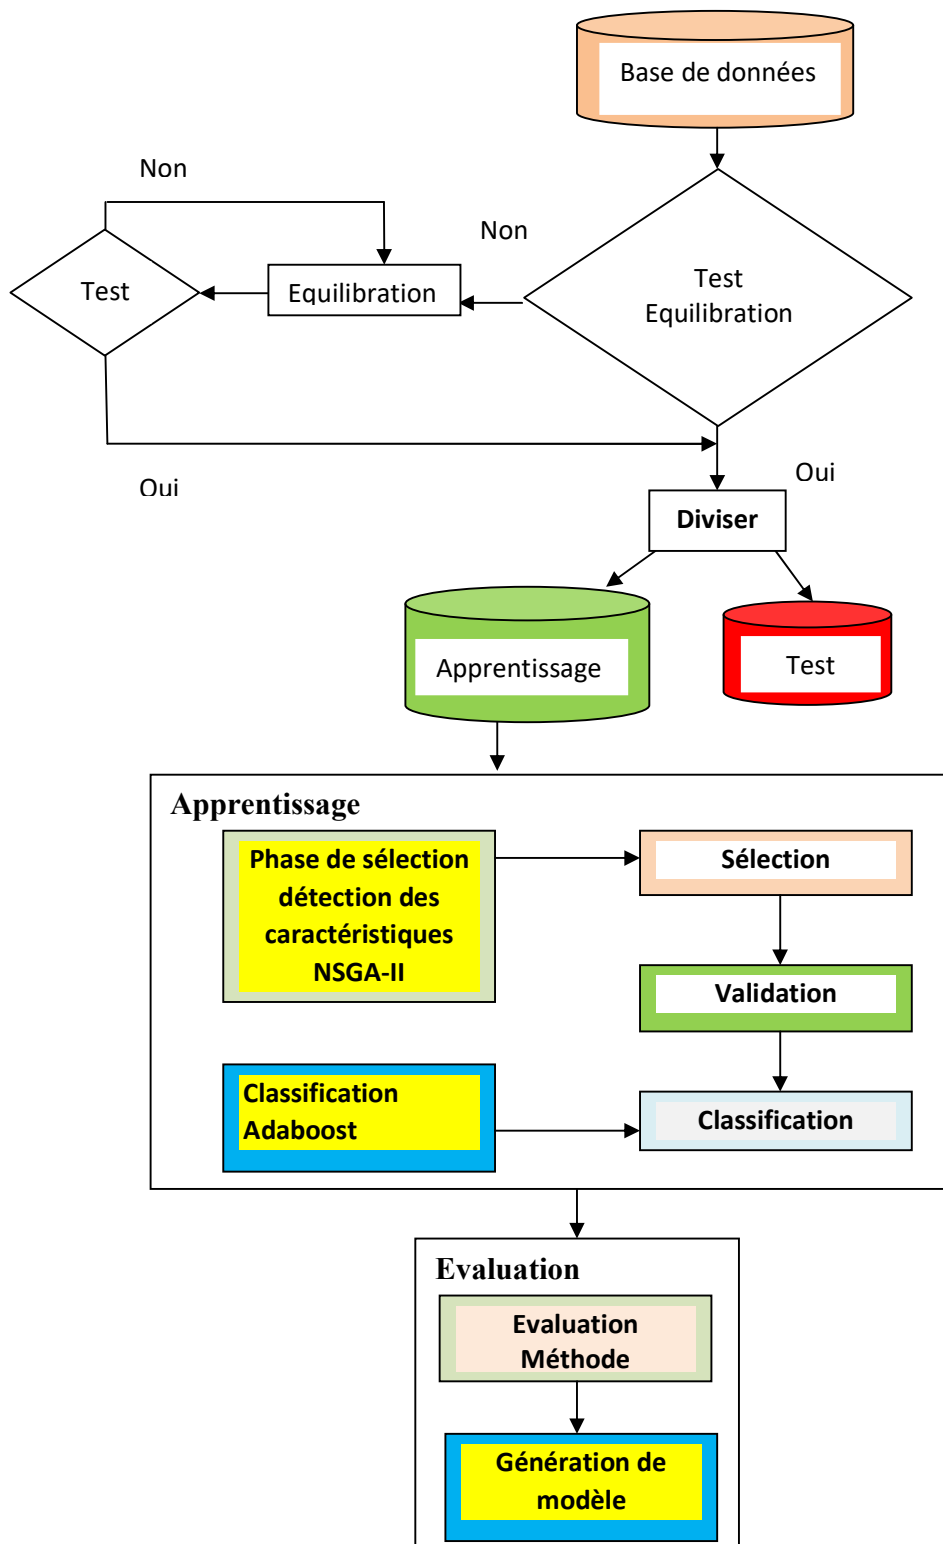 Base de données
Non
Non
Test
Equilibration
Test
Equilibration
Oui
Oui
Diviser
Apprentissage
Test
Apprentissage
Phase de sélection
détection des
caractéristiques
NSGA-II
Sélection
Validation
Classification
Adaboost
Classification
Evaluation
Evaluation
Méthode
Génération de
modèle